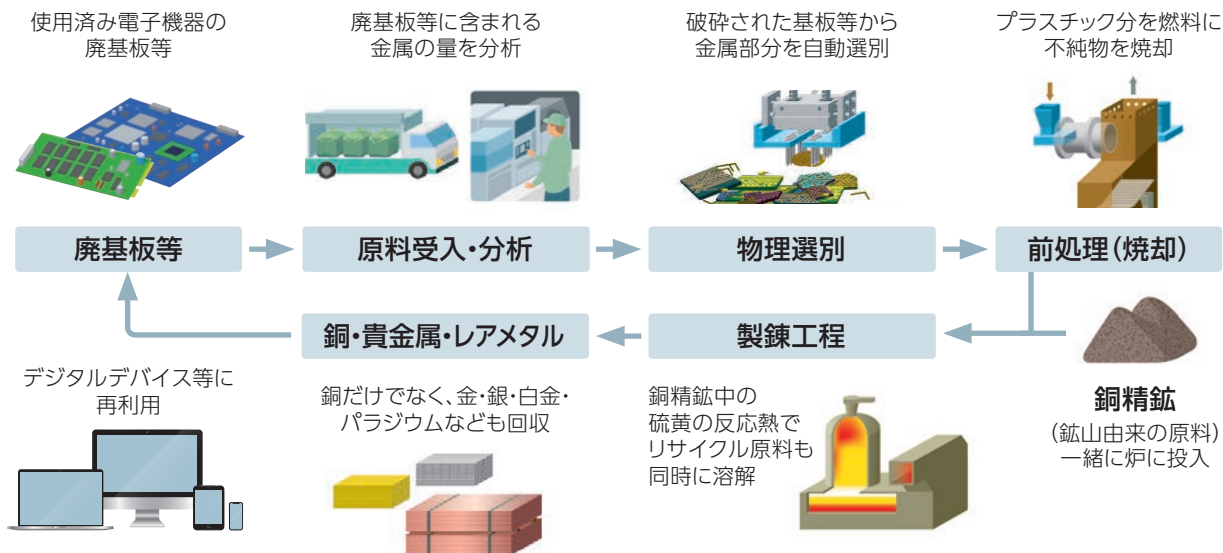 使用済み電子機器の
廃基板等
廃基板等に含まれる
金属の量を分析
破砕された基板等から
金属部分を自動選別
プラスチック分を燃料に
不純物を焼却
廃基板等
原料受入・分析
物理選別
前処理(焼却)
銅・貴金属・レアメタル
製錬工程
デジタルデバイス等に
再利用
銅だけでなく、金・銀・白金・
パラジウムなども回収
銅精鉱中の
硫黄の反応熱で
リサイクル原料も
同時に溶解
銅精鉱
(鉱山由来の原料)
一緒に炉に投入